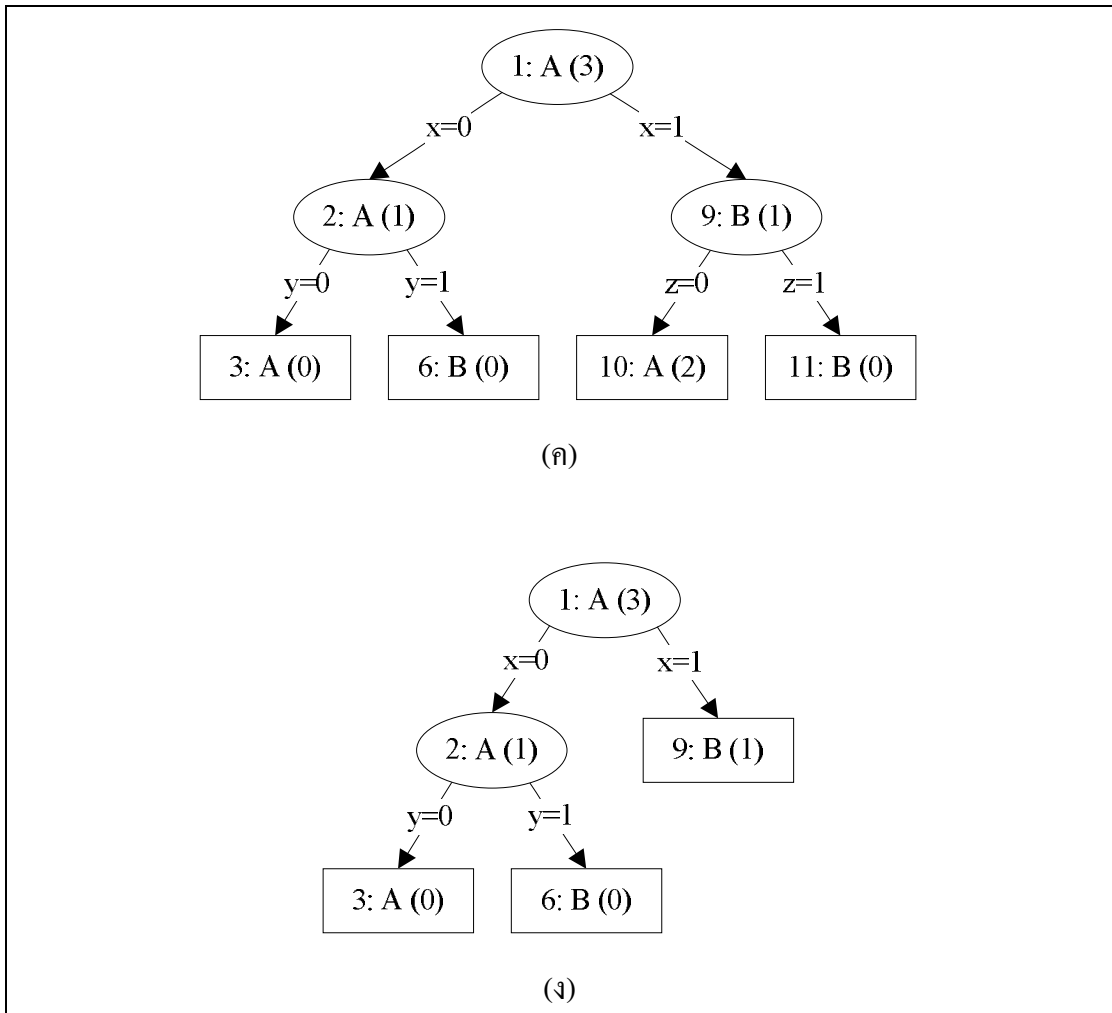 1: A (3)
x=0 x=1
2: A (1) 9: B (1)
y=0 y=1 z=0 z=1
3: A (0) 6: B (0) 10: A (2) 11: B (0)
(ค)
1: A (3)
x=0 x=1
2: A (1) 9: B (1)
y=0 y=1
3: A (0) 6: B (0)
(ง)